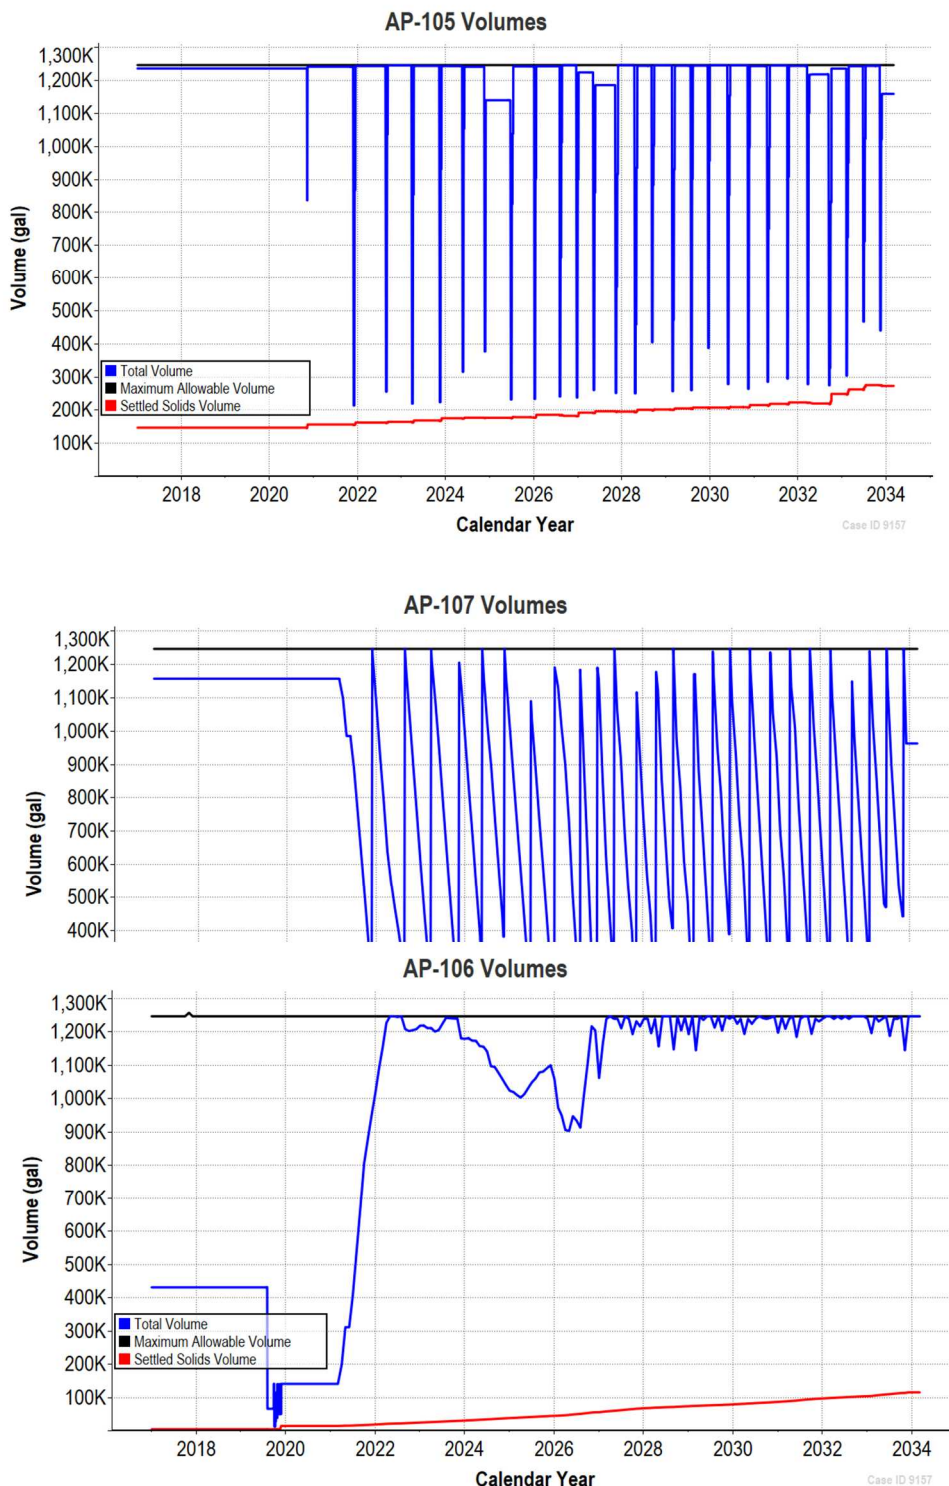 AP-105 Volumes
1,300K
1,200K
1,100K
1,000K
900K
800K
700K
600K
500K
400K
300K
200K
100K
Volume (gal)
Total Volume
Maximum Allowable Volume
Settled Solids Volume
2018 2020 2022 2024 2026 2028 2030 2032 2034
Calendar Year
Case ID 9157
AP-107 Volumes
1,300K
1,200K
1,100K
1,000K
900K
800K
700K
600K
500K
400K
Volume (gal)
AP-106 Volumes
1,300K
1,200K
1,100K
1,000K
900K
800K
700K
600K
500K
400K
300K
200K
100K
Volume (gal)
Total Volume
Maximum Allowable Volume
Settled Solids Volume
2018 2020 2022 2024 2026 2028 2030 2032 2034
Calendar Year
Case ID 9157